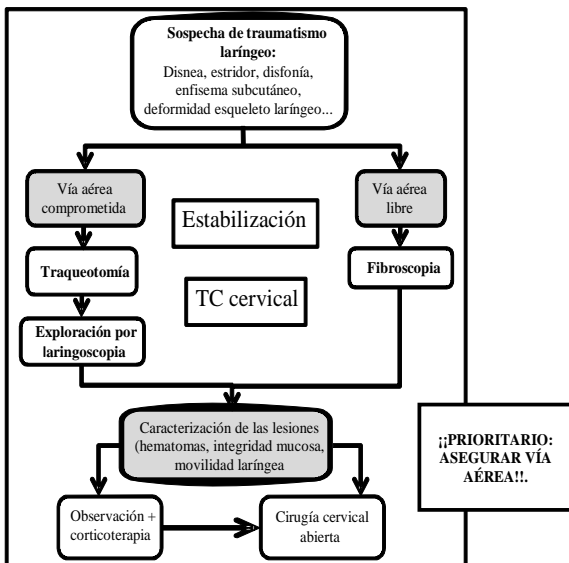 Sospecha de traumatismo
laríngeo:
Disnea, estridor, disfonía,
enfisema subcutáneo,
deformidad esqueleto laríngeo...
Vía aérea
comprometida
Vía aérea
libre
Estabilización
Traqueotomía
Fibroscopia
TC cervical
Exploración por
laringoscopia
Caracterización de las lesiones
(hematomas, integridad mucosa,
movilidad laríngea
¡¡PRIORITARIO:
ASEGURAR VÍA
AÉREA!!.
Observación +
corticoterapia
Cirugía cervical
abierta